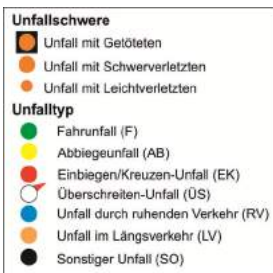 Unfallschwere
Unfall mit Getöteten
Unfall mit Schwerverletzten
Unfall mit Leichtverletzten
Unfalltyp
Fahrunfall (F)
Abbiegeunfall (AB)
Einbiegen/Kreuzen-Unfall (EK)
Überschreiten-Unfall (ÜS)
Unfall durch ruhenden Verkehr (RV)
Unfall im Längsverkehr (LV)
Sonstiger Unfall (SO)